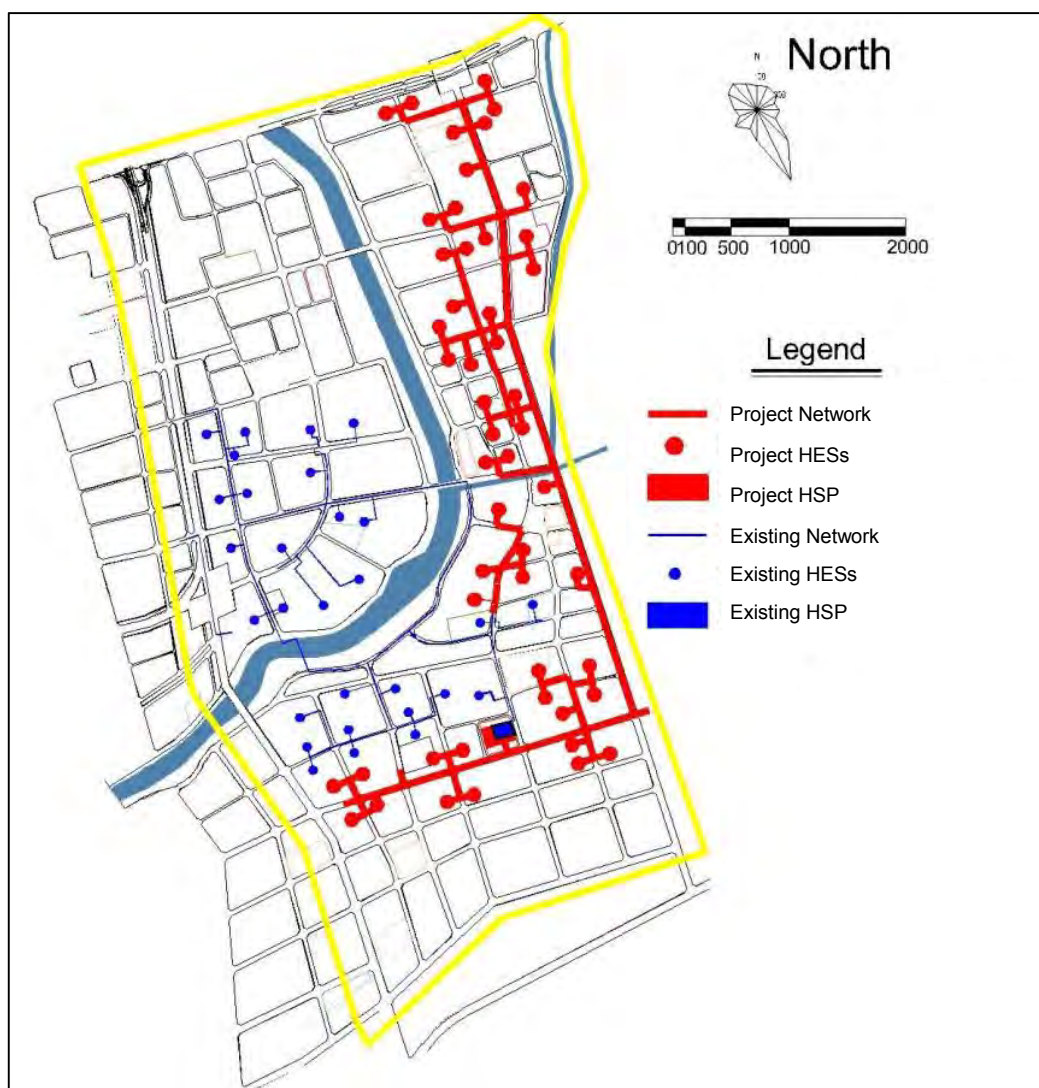 North
N
0100 500 1000 2000
Legend
Project Network
Project HESs
Project HSP
Existing Network
Existing HESs
Existing HSP